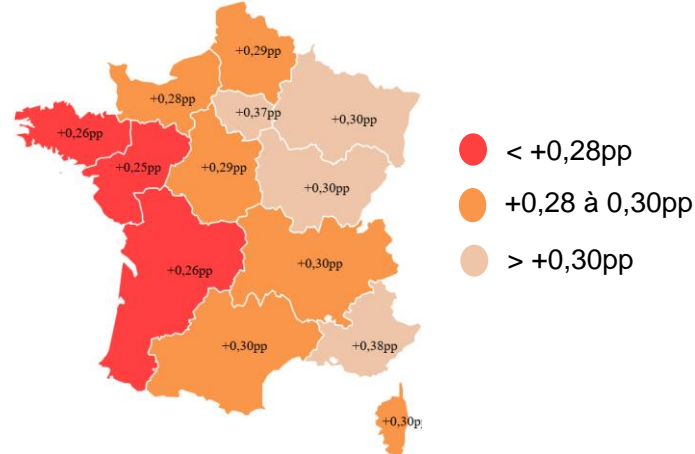 +0,29pp
+0,28pp
+0,37pp
+0,30pp
+0,26pp
+0,25pp
+0,29pp
+0,30pp
+0,26pp
+0,30pp
+0,30pp
+0,38pp
+0,30p
< +0,28pp
+0,28 à 0,30pp
> +0,30pp